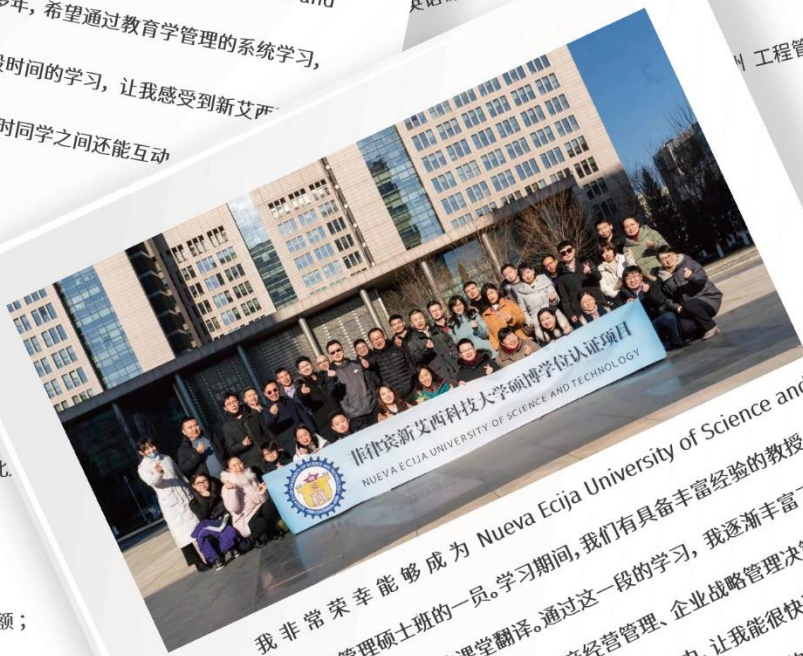 多年，希望通过教育学管理的系统学习，
段时间的学习，让我感受到新艾西
时同学之间还能互动
工程管
额；
菲律宾新艾西科技大学硕博学位认证项目
NUEVA ECIJA UNIVERSITY OF SCIENCE AND TECHNOLOGY
我非常荣幸能够成为 Nueva Ecija University of Science and
管理硕士班的一员。学习期间，我们有具备丰富经验的教授
课堂翻译。通过这一段的学习，我逐渐丰富了
经营管理、企业战略管理决策
让我能很快